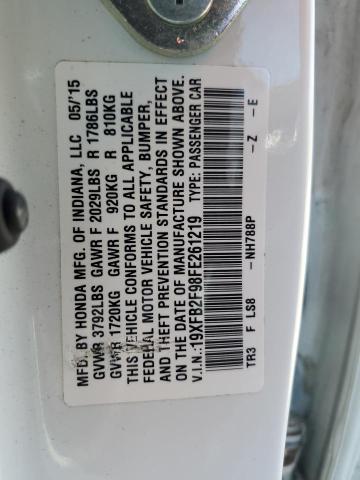 MFD. BY HONDA MFG. OF INDIANA, LLC 05/'15
GVWR 3792LBS GAWR F 2029LBS R 1786LBS
GVWR 1720KG GAWR F 920KG R 810KG
THIS VEHICLE CONFORMS TO ALL APPLICABLE
FEDERAL MOTOR VEHICLE SAFETY, BUMPER,
AND THEFT PREVENTION STANDARDS IN EFFECT
ON THE DATE OF MANUFACTURE SHOWN ABOVE.
V.I.N.:19XFB2F98FE261219 TYPE: PASSENGER CAR
TR3 F LS8 - NH788P - Z - E